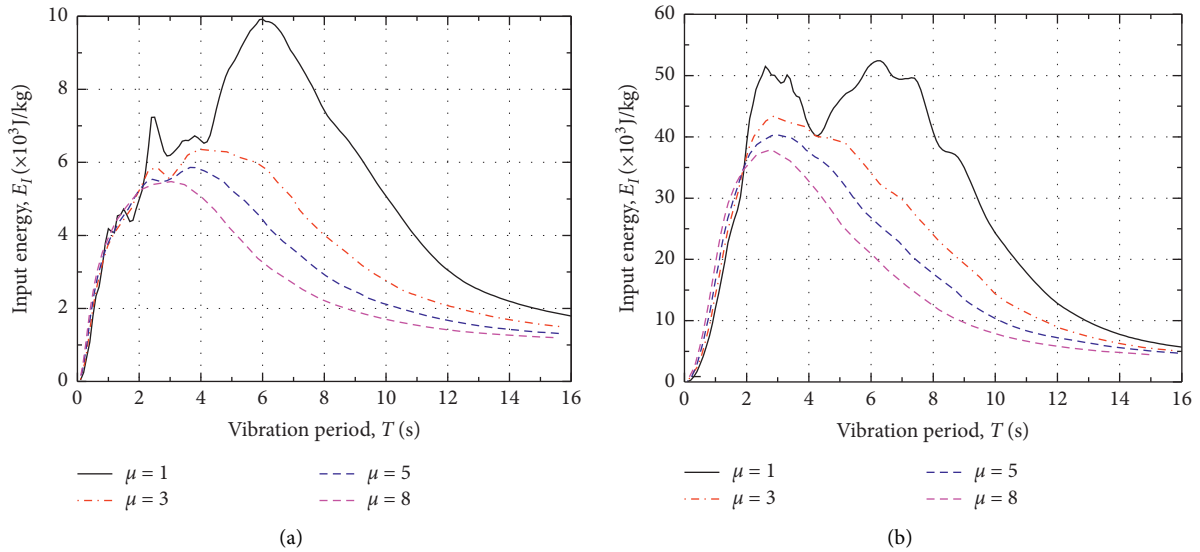 10
8
6
4
2
0
Input energy, E_I (×10³ J/kg)
0 2 4 6 8 10 12 14 16
Vibration period, T (s)
μ = 1
μ = 3
μ = 5
μ = 8
(a)
60
50
40
30
20
10
0
Input energy, E_I (×10³ J/kg)
0 2 4 6 8 10 12 14 16
Vibration period, T (s)
μ = 1
μ = 3
μ = 5
μ = 8
(b)